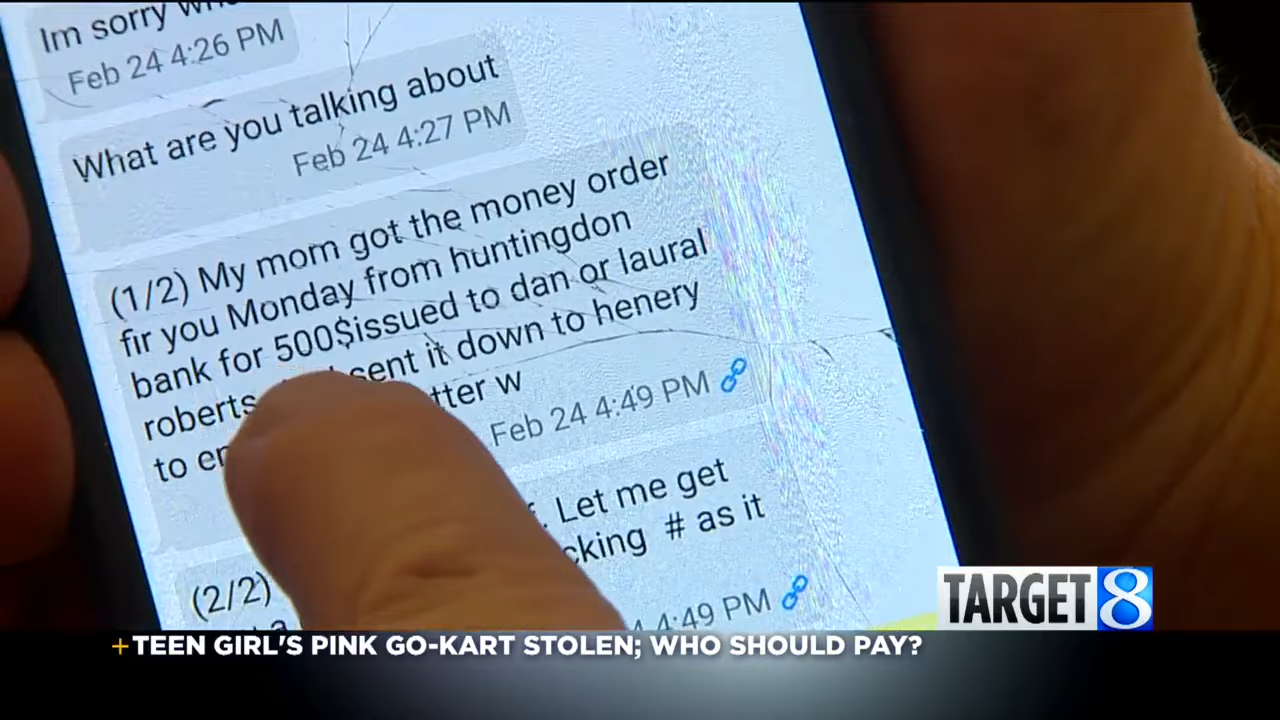 Im sorry
Feb 24 4:26 PM
What are you talking about
Feb 24 4:27 PM
(1/2) My mom got the money order
fir you Monday from huntingdon
bank for 500$issued to dan or laural
roberts sent it down to henery
to
Feb 24 4:49 PM
(2/2) Let me get
# as it
4:49 PM
TARGET 8
+TEEN GIRL'S PINK GO-KART STOLEN; WHO SHOULD PAY?